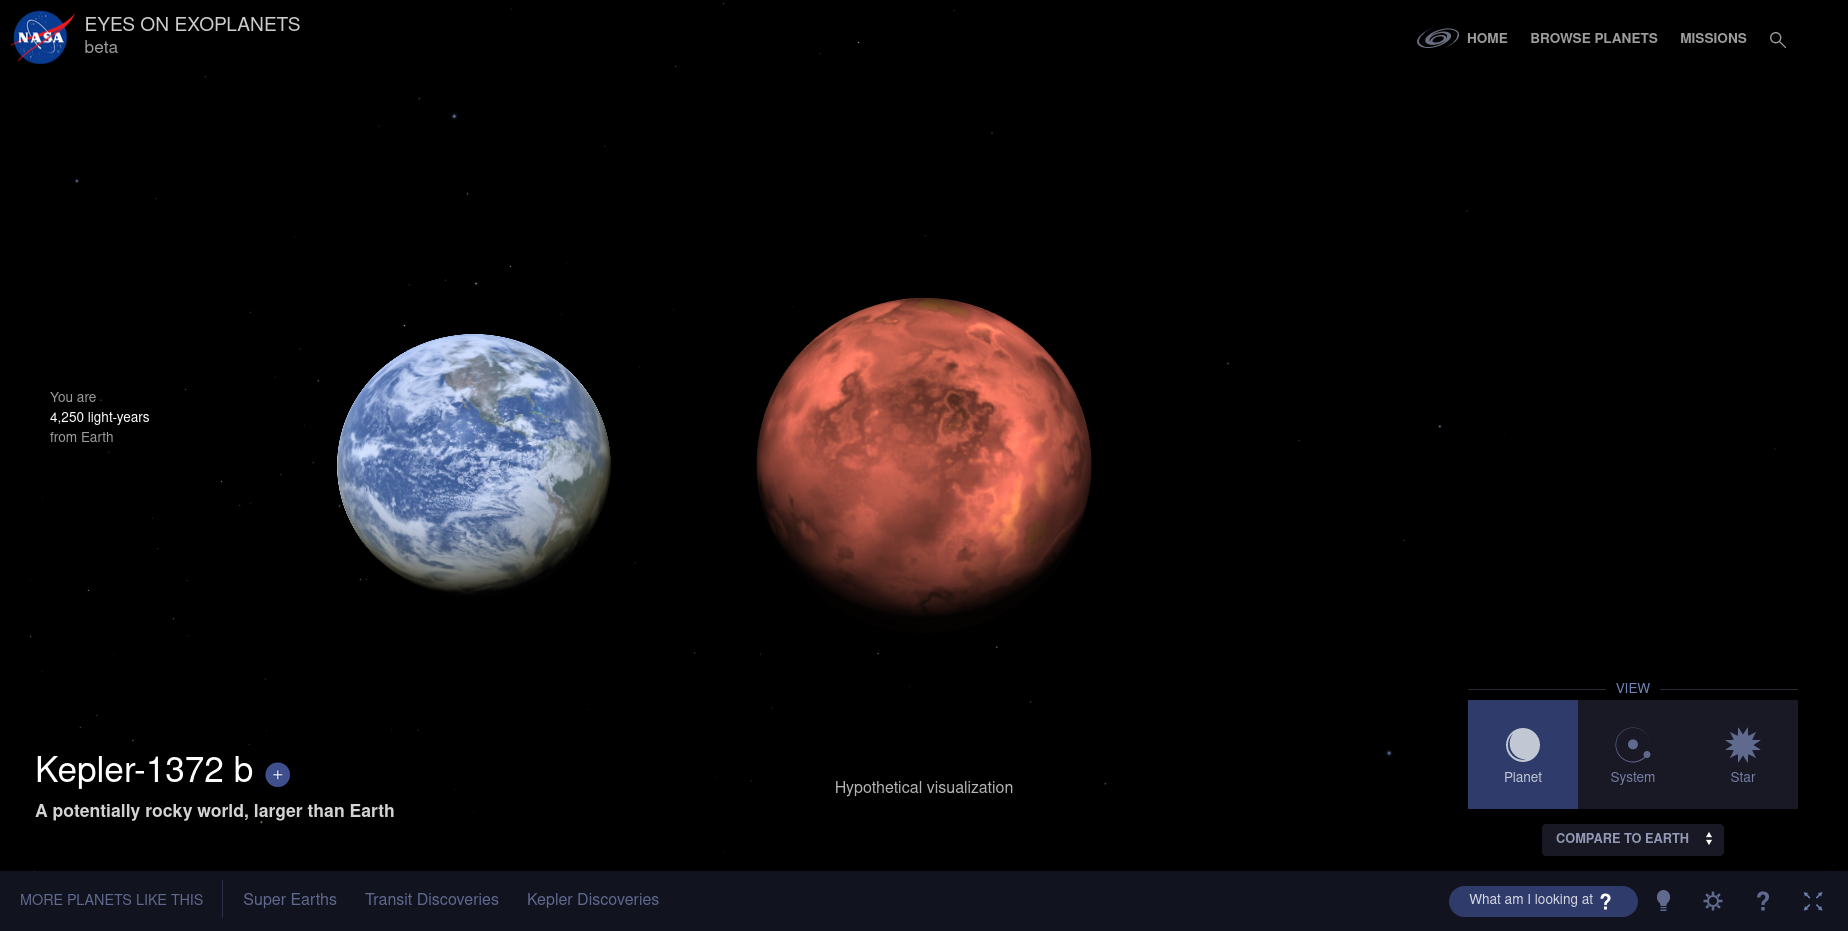 NASA
EYES ON EXOPLANETS
beta
HOME
BROWSE PLANETS
MISSIONS
You are
4,250 light-years
from Earth
VIEW
Planet
System
Star
Kepler-1372 b +
A potentially rocky world, larger than Earth
Hypothetical visualization
COMPARE TO EARTH
MORE PLANETS LIKE THIS
Super Earths
Transit Discoveries
Kepler Discoveries
What am I looking at ?
?